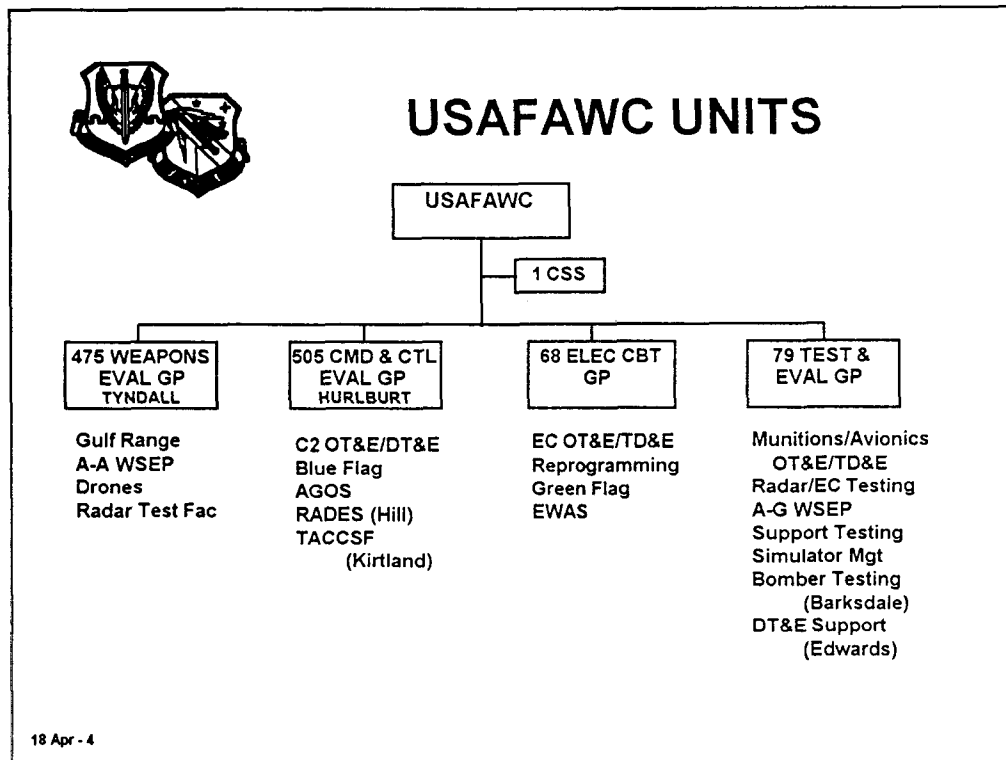 USAFAWC UNITS
USAFAWC
1 CSS
475 WEAPONS
EVAL GP
TYNDALL
Gulf Range
A-A WSEP
Drones
Radar Test Fac
505 CMD & CTL
EVAL GP
HURLBURT
C2 OT&E/DT&E
Blue Flag
AGOS
RADES (Hill)
TACCSF
(Kirtland)
68 ELEC CBT
GP
EC OT&E/TD&E
Reprogramming
Green Flag
EWAS
79 TEST &
EVAL GP
Munitions/Avionics
OT&E/TD&E
Radar/EC Testing
A-G WSEP
Support Testing
Simulator Mgt
Bomber Testing
(Barksdale)
DT&E Support
(Edwards)
18 Apr - 4